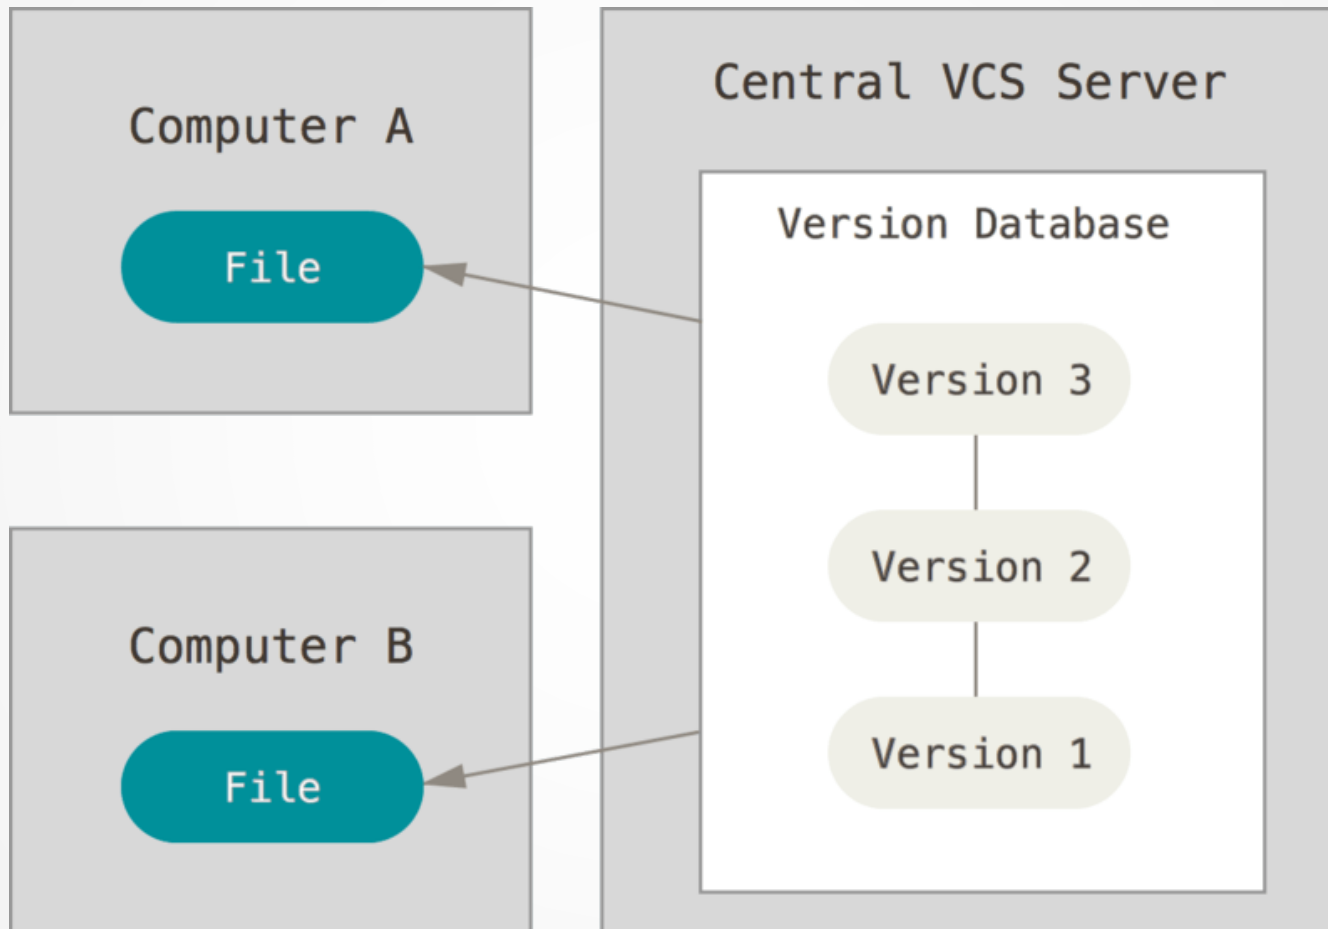 Computer A
File
Computer B
File
Central VCS Server
Version Database
Version 3
Version 2
Version 1